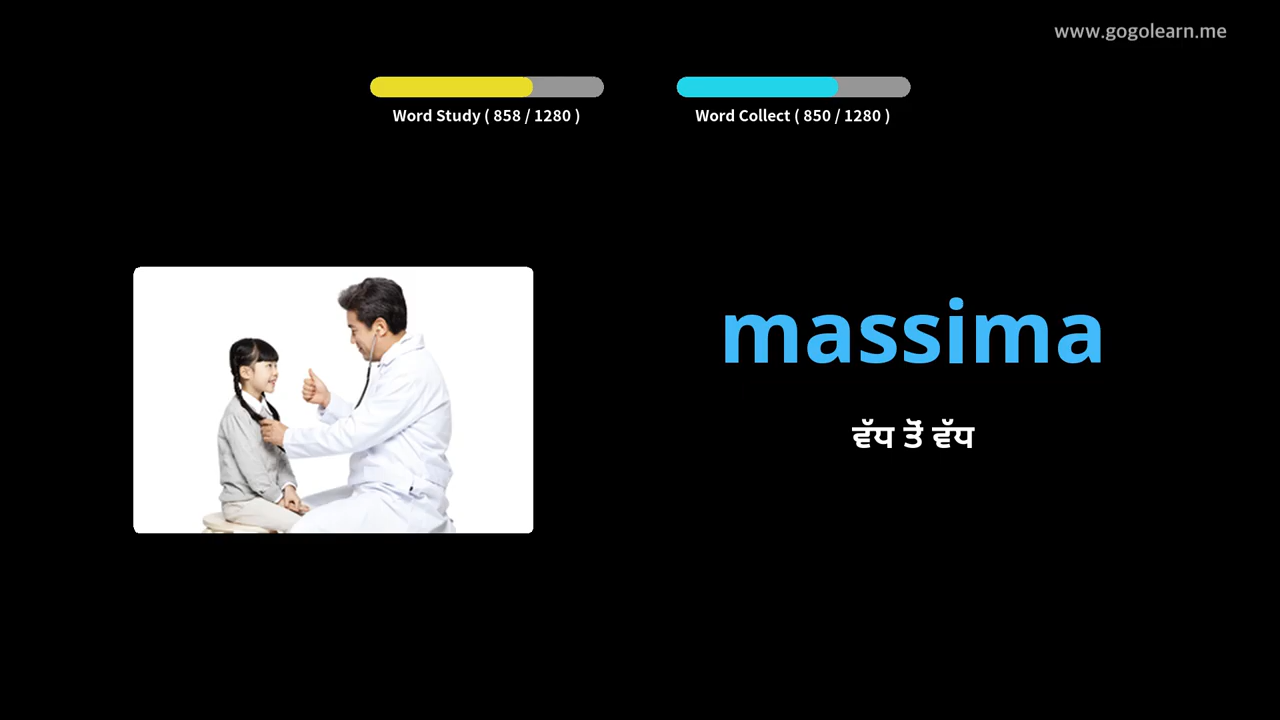 www.gogolearn.me
Word Study ( 858 / 1280 )
Word Collect ( 850 / 1280 )
massima
ਵੱਧ ਤੋਂ ਵੱਧ